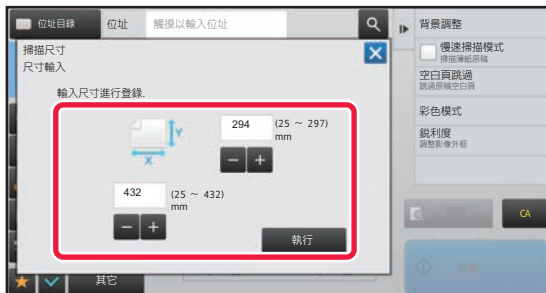 位址目錄
位址
觸摸以輸入位址
掃描尺寸
尺寸輸入
輸入尺寸進行登錄.
Y
X
294
(25 ～ 297)
mm
432
(25 ～ 432)
mm
執行
其它
背景調整
慢速掃描模式
掃描薄紙原稿
空白頁跳過
跳過原稿空白頁
彩色模式
銳利度
調整影像外框
CA